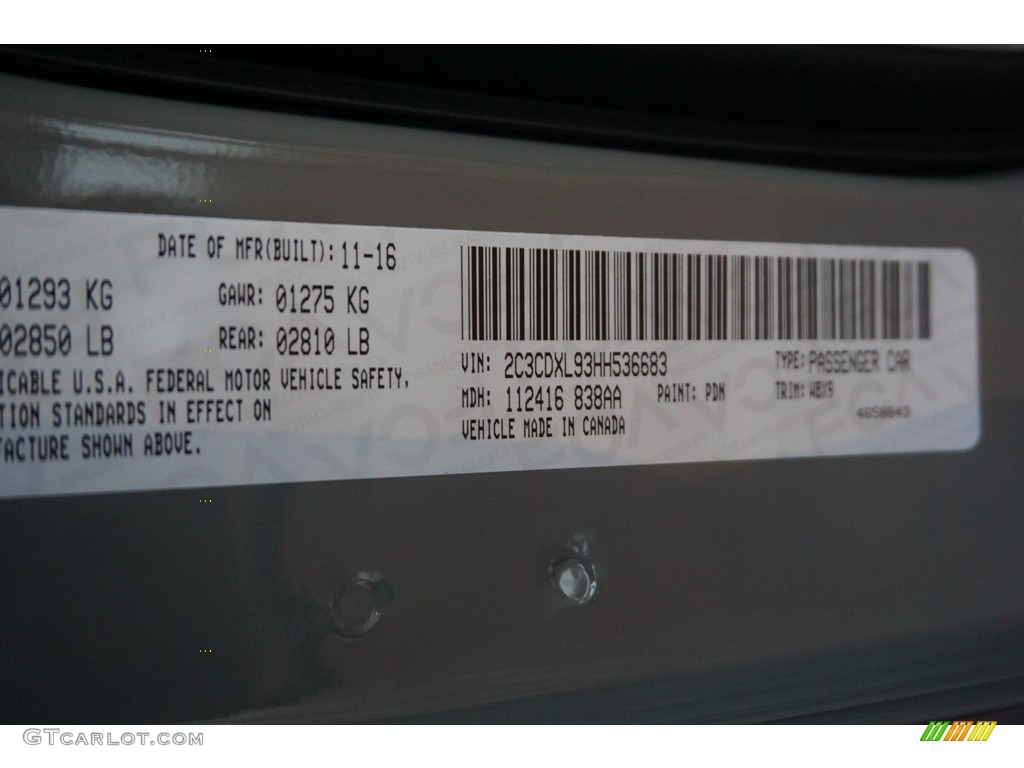 DATE OF MFR(BUILT): 11-16
01293 KG GAWR: 01275 KG
02850 LB REAR: 02810 LB
ICABLE U.S.A. FEDERAL MOTOR VEHICLE SAFETY,
TION STANDARDS IN EFFECT ON
FACTURE SHOWN ABOVE.
VIN: 2C3CDXL93HH536683 TYPE: PASSENGER CAR
MDH: 112416 838AA PAINT: PDN TRIM: WBX9
VEHICLE MADE IN CANADA 4658643
GTCARLOT.COM